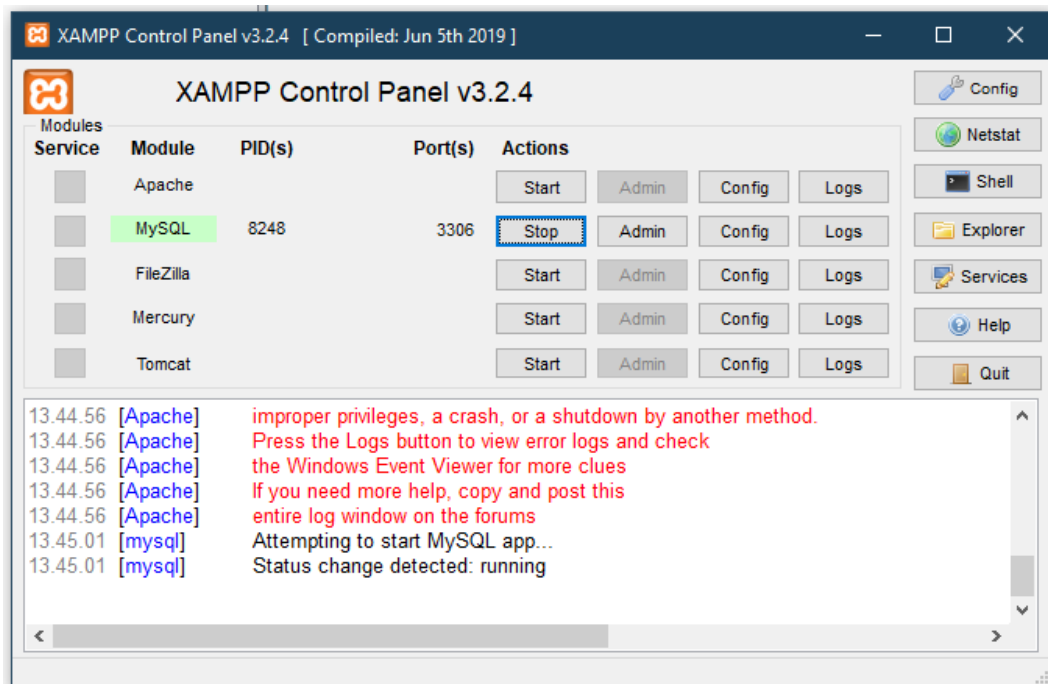 XAMPP Control Panel v3.2.4 [ Compiled: Jun 5th 2019 ]
XAMPP Control Panel v3.2.4
Config
Modules
Netstat
Service Module PID(s) Port(s) Actions
Apache Start Admin Config Logs
Shell
MySQL 8248 3306 Stop Admin Config Logs
Explorer
FileZilla Start Admin Config Logs
Services
Mercury Start Admin Config Logs
Help
Tomcat Start Admin Config Logs
Quit
13.44.56 [Apache] improper privileges, a crash, or a shutdown by another method.
13.44.56 [Apache] Press the Logs button to view error logs and check
13.44.56 [Apache] the Windows Event Viewer for more clues
13.44.56 [Apache] If you need more help, copy and post this
13.44.56 [Apache] entire log window on the forums
13.45.01 [mysql] Attempting to start MySQL app...
13.45.01 [mysql] Status change detected: running